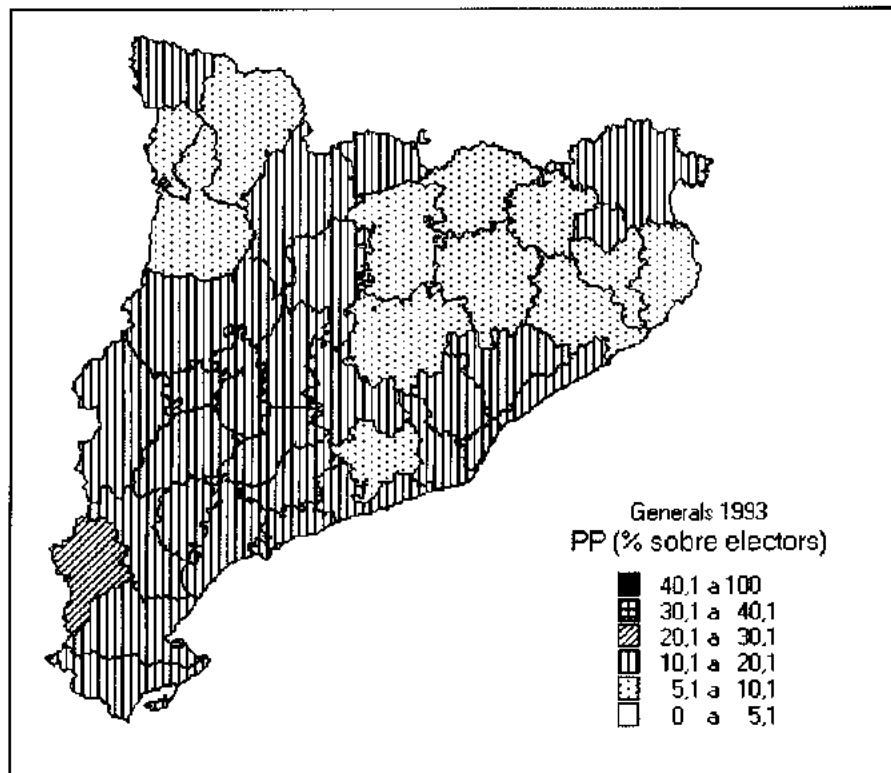 Generals 1993
PP (% sobre electors)
40,1 a 100
30,1 a 40,1
20,1 a 30,1
10,1 a 20,1
5,1 a 10,1
0 a 5,1